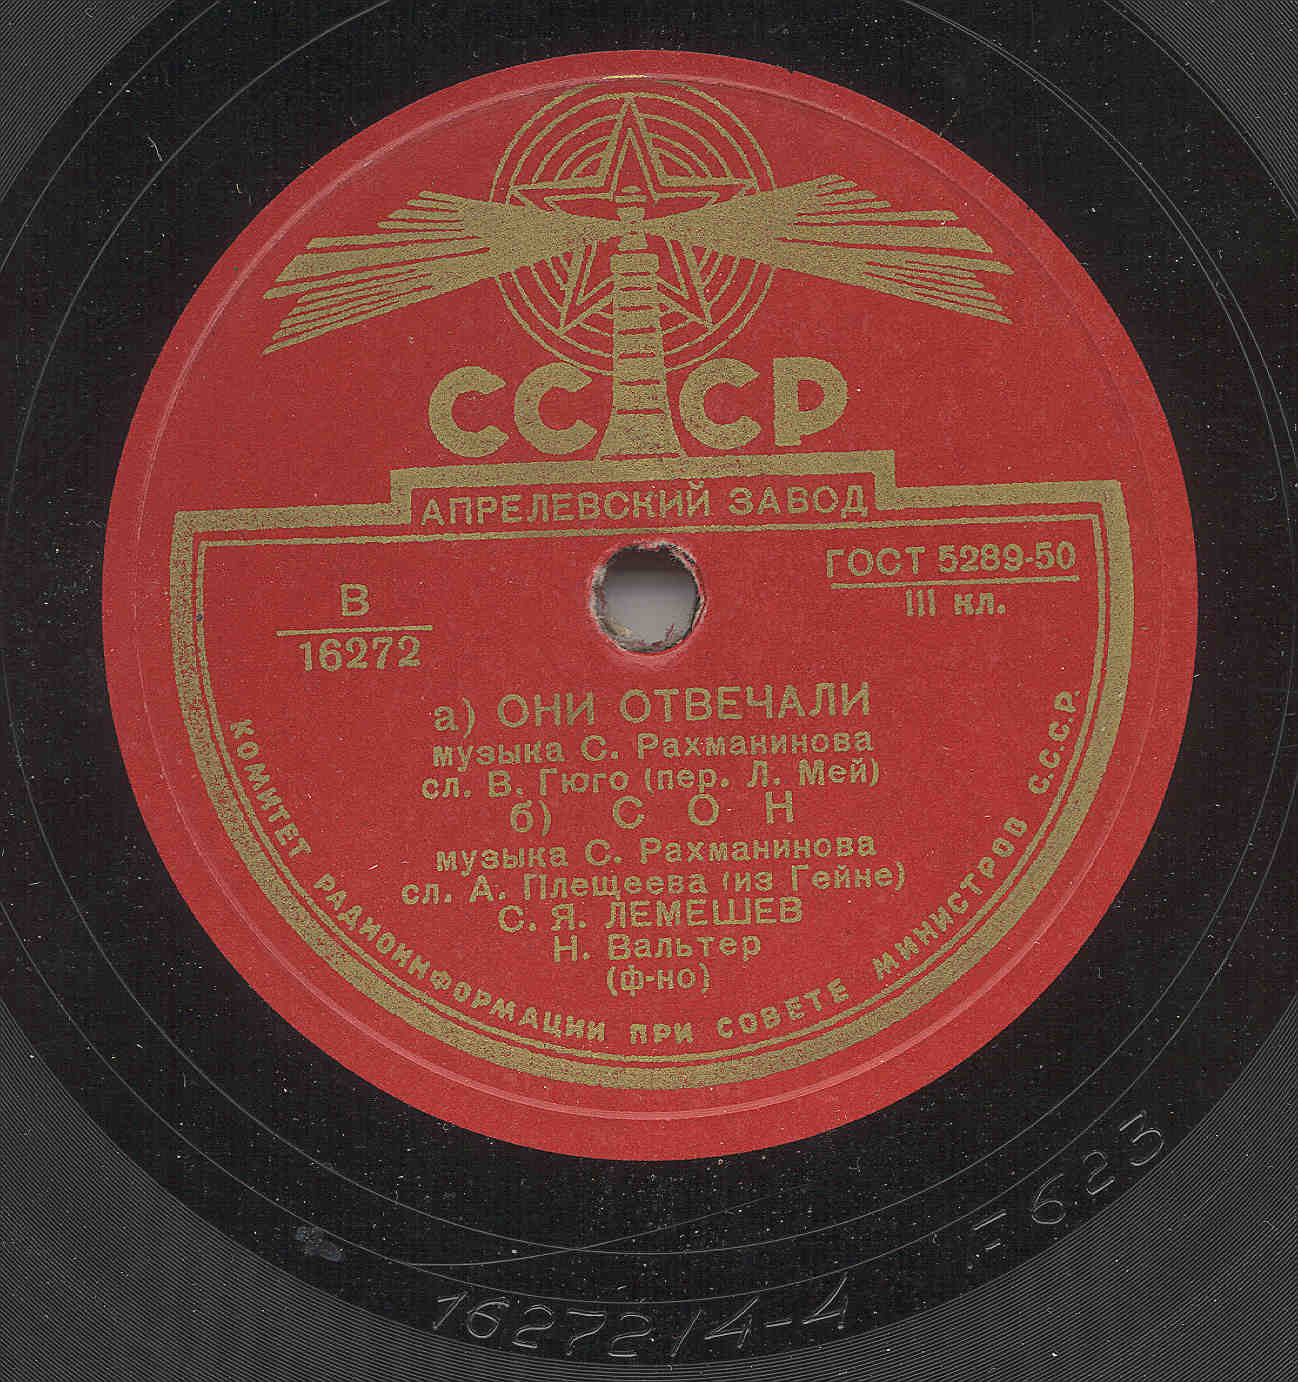 СССР
АПРЕЛЕВСКИЙ ЗАВОД
ГОСТ 5289-50
III кл.
В
16272
а) ОНИ ОТВЕЧАЛИ
музыка С. Рахманинова
сл. В. Гюго (пер. Л. Мей)
б) СОН
музыка С. Рахманинова
сл. А. Плещеева (из Гейне)
С. Я. ЛЕМЕШЕВ
Н. Вальтер
(ф-но)
КОМИТЕТ РАДИОИНФОРМАЦИИ ПРИ СОВЕТЕ МИНИСТРОВ С.С.С.Р.
16272/4-4
623